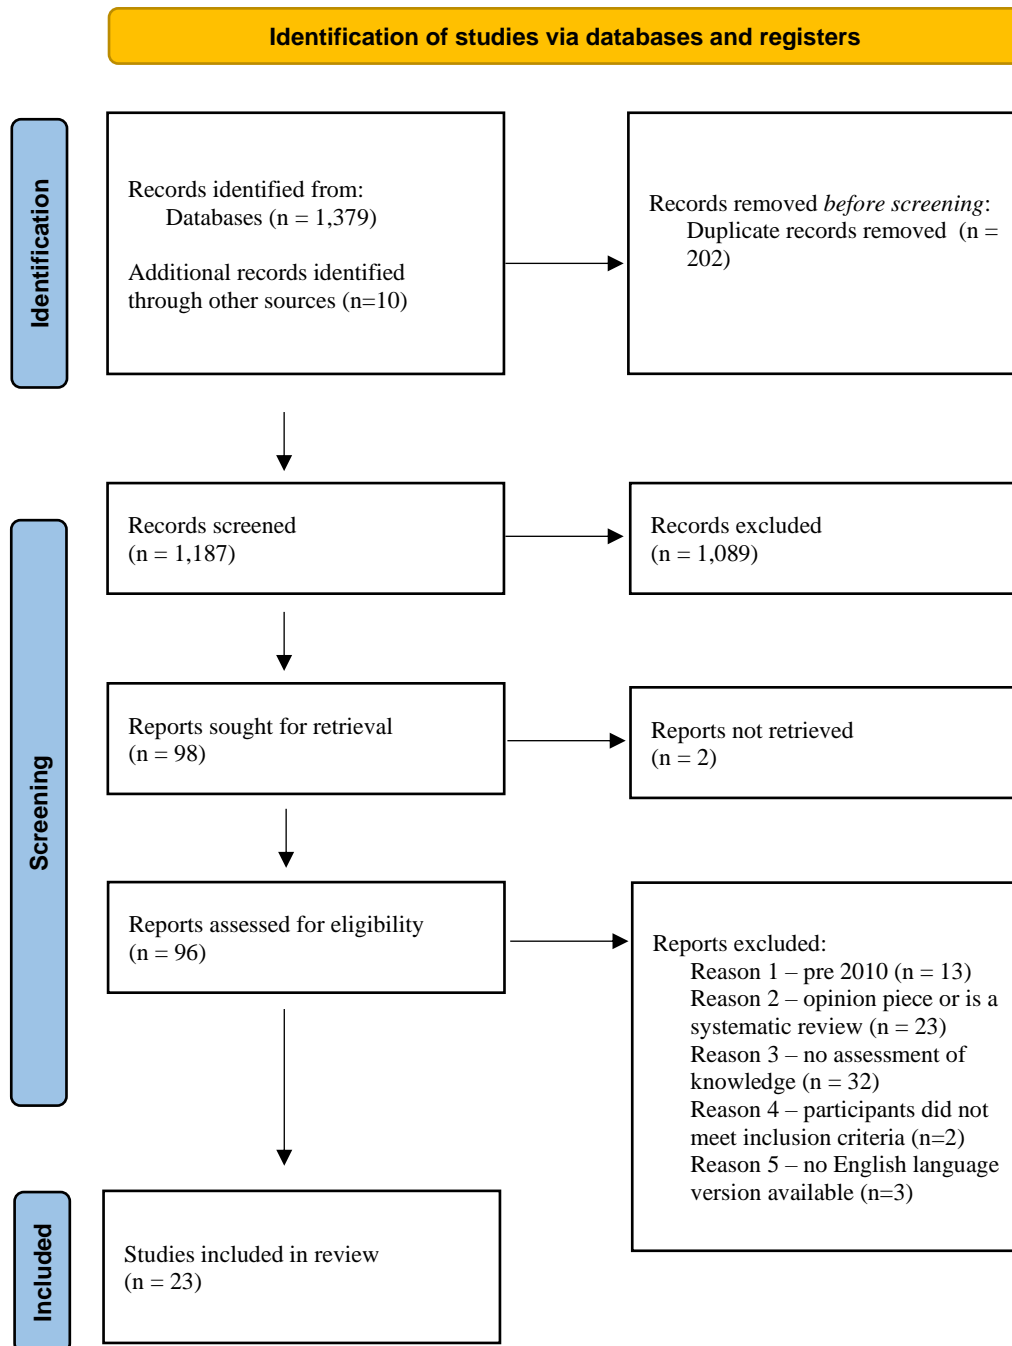 Identification of studies via databases and registers
Identification
Records identified from:
Databases (n = 1,379)
Additional records identified
through other sources (n=10)
Records removed before screening:
Duplicate records removed  (n =
202)
Screening
Records screened
(n = 1,187)
Records excluded
(n = 1,089)
Reports sought for retrieval
(n = 98)
Reports not retrieved
(n = 2)
Reports assessed for eligibility
(n = 96)
Reports excluded:
Reason 1 – pre 2010 (n = 13)
Reason 2 – opinion piece or is a
systematic review (n = 23)
Reason 3 – no assessment of
knowledge (n = 32)
Reason 4 – participants did not
meet inclusion criteria (n=2)
Reason 5 – no English language
version available (n=3)
Included
Studies included in review
(n = 23)